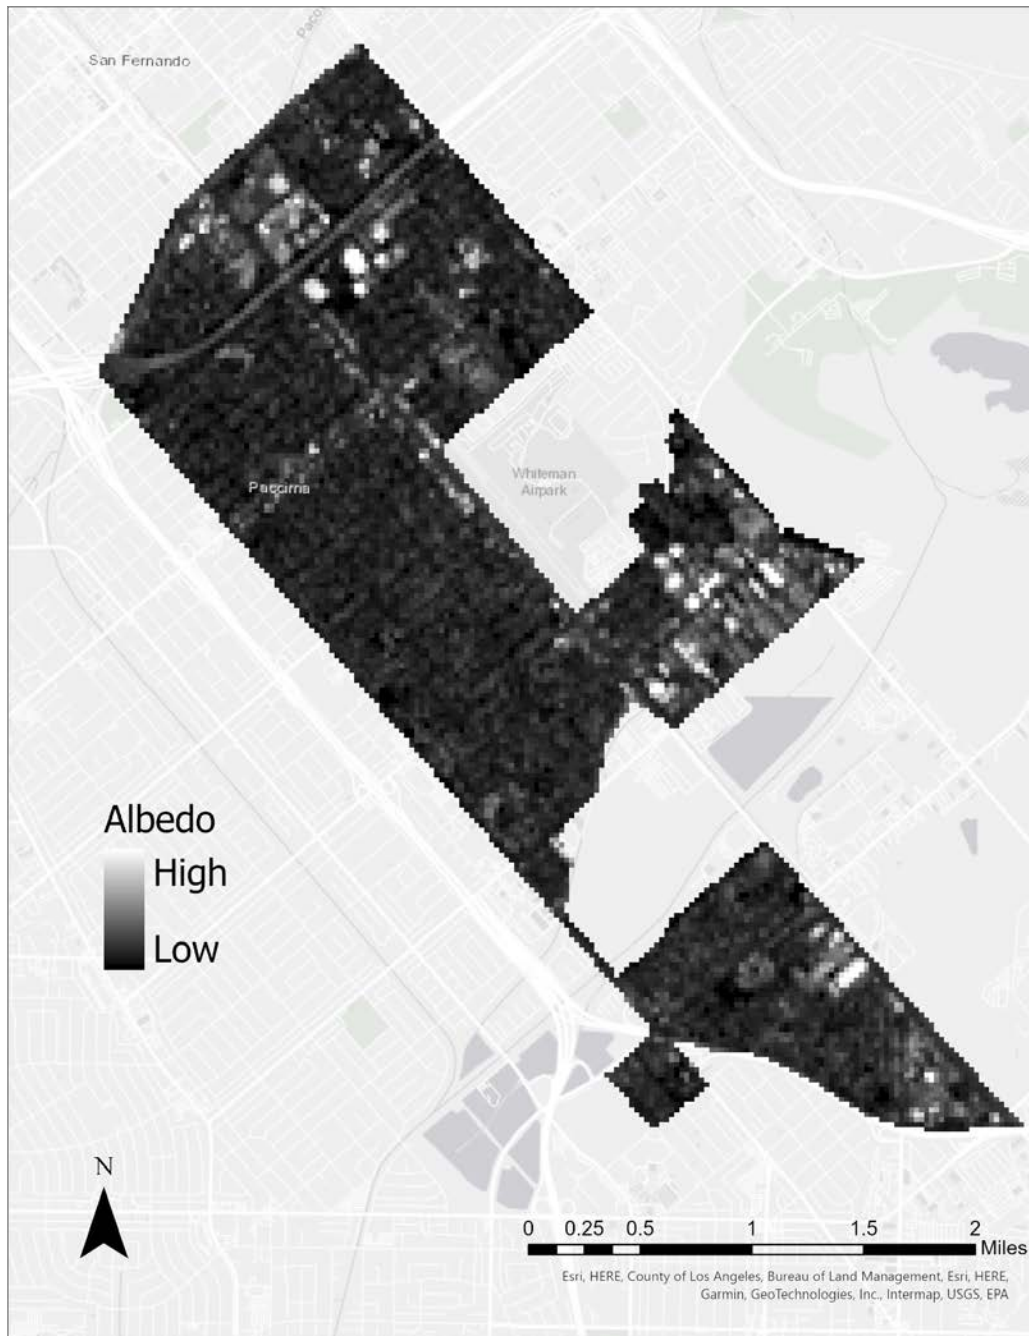 San Fernando
Whiteman
Airpark
Pacoima
Albedo
High
Low
N
0 0.25 0.5 1 1.5 2
Miles
Esri, HERE, County of Los Angeles, Bureau of Land Management, Esri, HERE,
Garmin, GeoTechnologies, Inc., Intermap, USGS, EPA